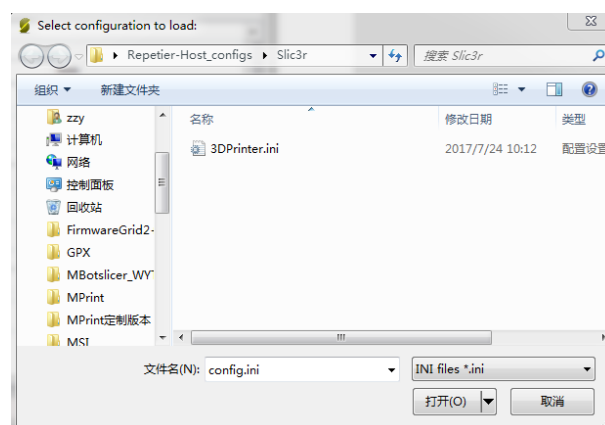 Select configuration to load:
Repetier-Host_configs Slic3r
搜索 Slic3r
组织 新建文件夹
名称 修改日期 类型
3DPrinter.ini 2017/7/24 10:12 配置设置
zzy
计算机
网络
控制面板
回收站
FirmwareGrid2-
GPX
MBotslicer_WY
MPrint
MPrint定制版本
MSI
文件名(N): config.ini INI files *.ini
打开(O) 取消